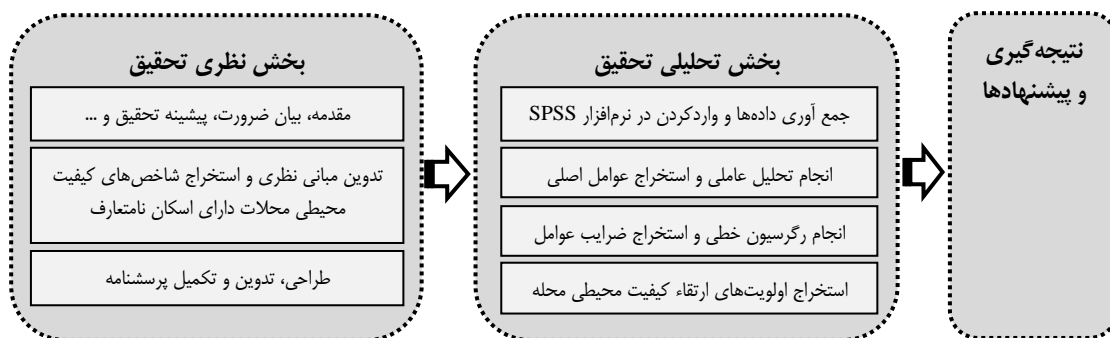 بخش نظری تحقیق
مقدمه، بیان ضرورت، پیشینه تحقیق و ...
تدوین مبانی نظری و استخراج شاخص‌های کیفیت
محیطی محلات دارای اسکان نامتعارف
طراحی، تدوین و تکمیل پرسشنامه
بخش تحلیلی تحقیق
جمع آوری داده‌ها و واردکردن در نرم‌افزار SPSS
انجام تحلیل عاملی و استخراج عوامل اصلی
انجام رگرسیون خطی و استخراج ضرایب عوامل
استخراج اولویت‌های ارتقاء کیفیت محیطی محله
نتیجه‌گیری
و پیشنهادها